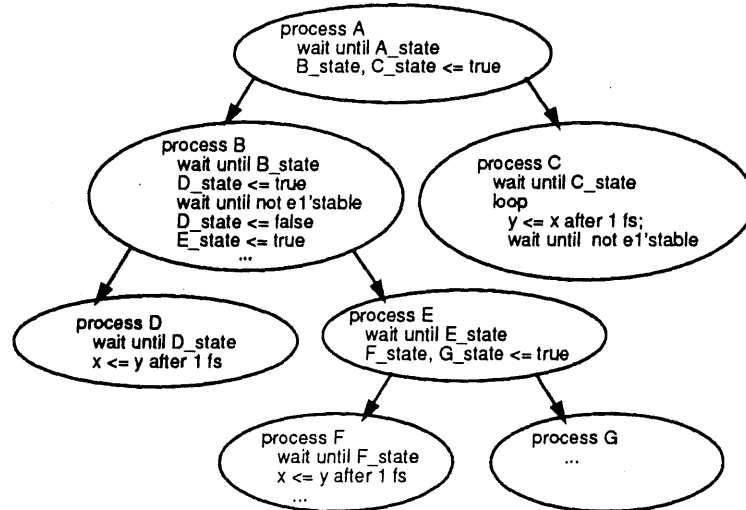 process A
wait until A_state
B_state, C_state <= true
process B
wait until B_state
D_state <= true
wait until not e1'stable
D_state <= false
E_state <= true
...
process C
wait until C_state
loop
y <= x after 1 fs;
wait until not e1'stable
process D
wait until D_state
x <= y after 1 fs
process E
wait until E_state
F_state, G_state <= true
process F
wait until F_state
x <= y after 1 fs
...
process G
...